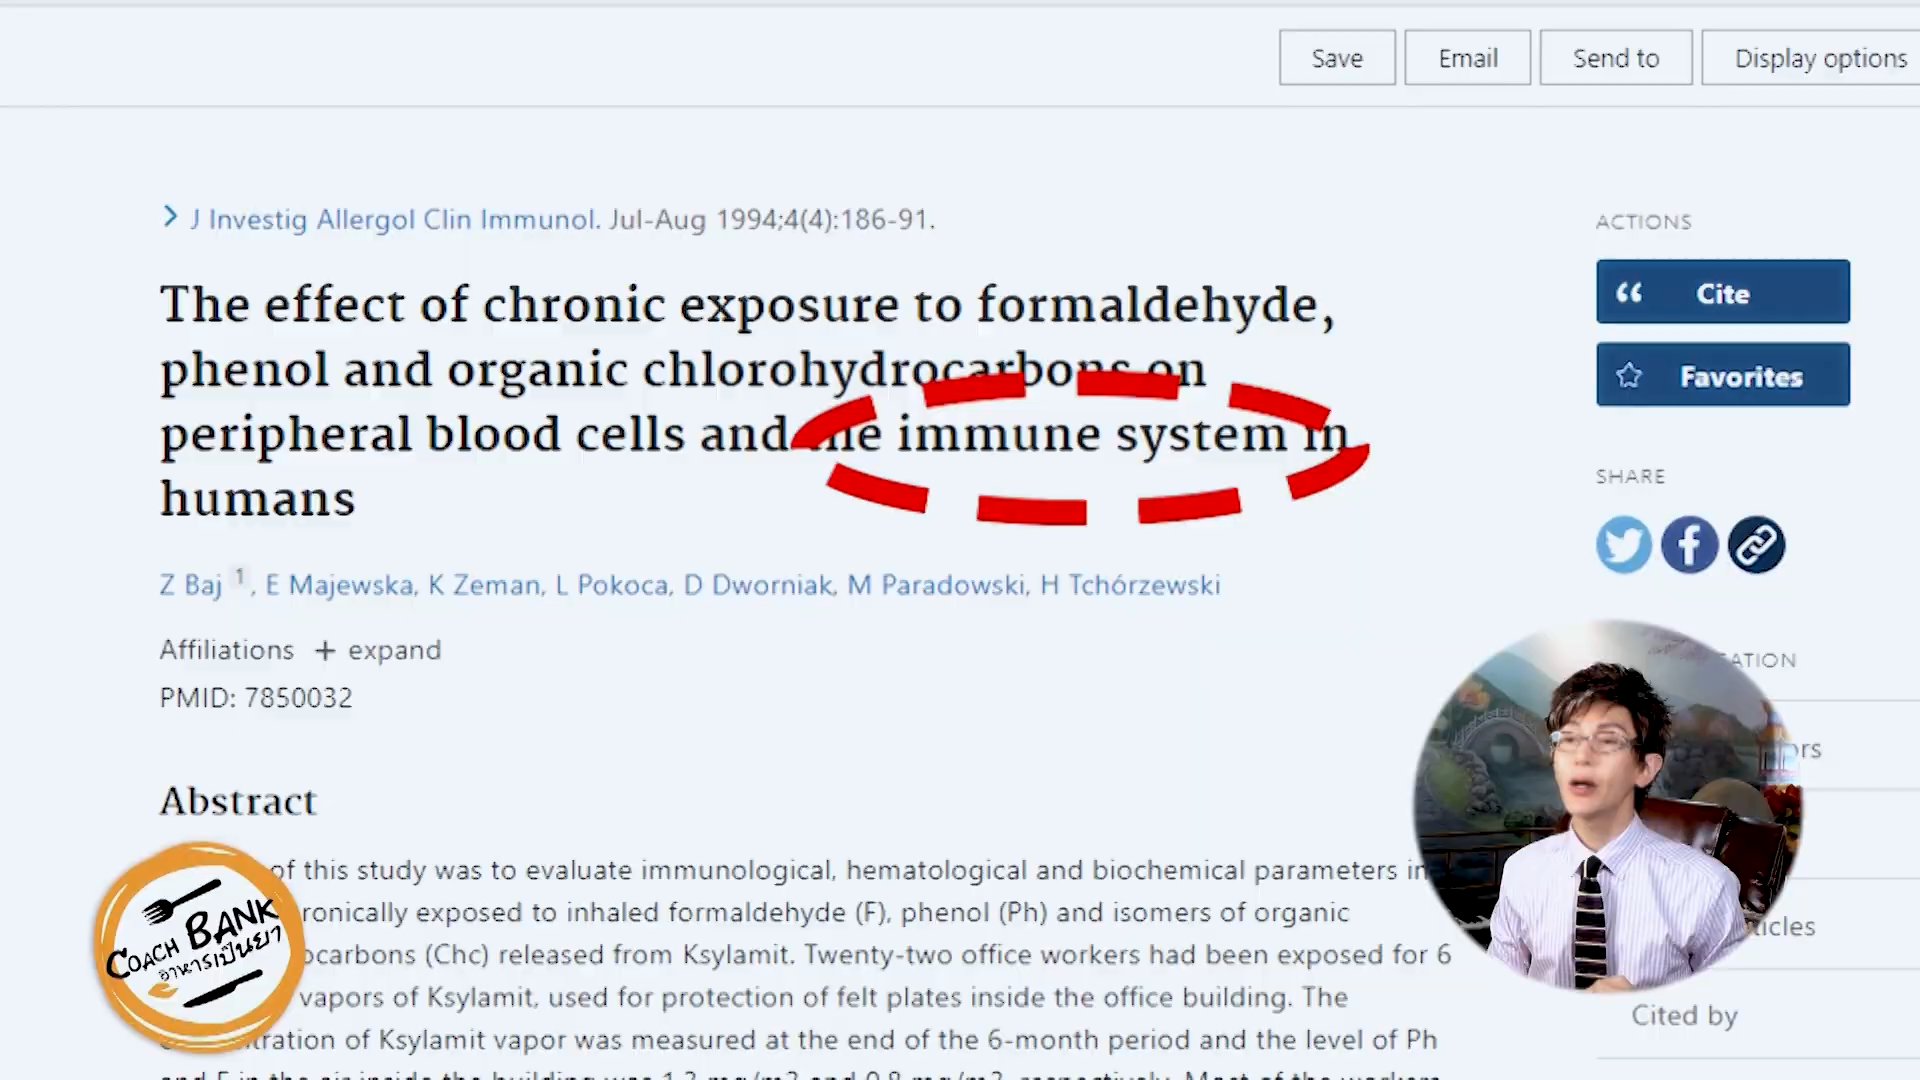 Save Email Send to Display options
J Investig Allergol Clin Immunol. Jul-Aug 1994;4(4):186-91.
The effect of chronic exposure to formaldehyde,
phenol and organic chlorohydrocarbons on
peripheral blood cells and the immune system in
humans
Z Baj 1, E Majewska, K Zeman, L Pokoca, D Dworniak, M Paradowski, H Tchórzewski
Affiliations + expand
PMID: 7850032
Abstract
of this study was to evaluate immunological, hematological and biochemical parameters in
ronically exposed to inhaled formaldehyde (F), phenol (Ph) and isomers of organic
ocarbons (Chc) released from Ksylamit. Twenty-two office workers had been exposed for 6
vapors of Ksylamit, used for protection of felt plates inside the office building. The
tration of Ksylamit vapor was measured at the end of the 6-month period and the level of Ph
ACTIONS
Cite
Favorites
SHARE
ATION
rs
ticles
Cited by
COACH BANK
อาหารเป็นยา